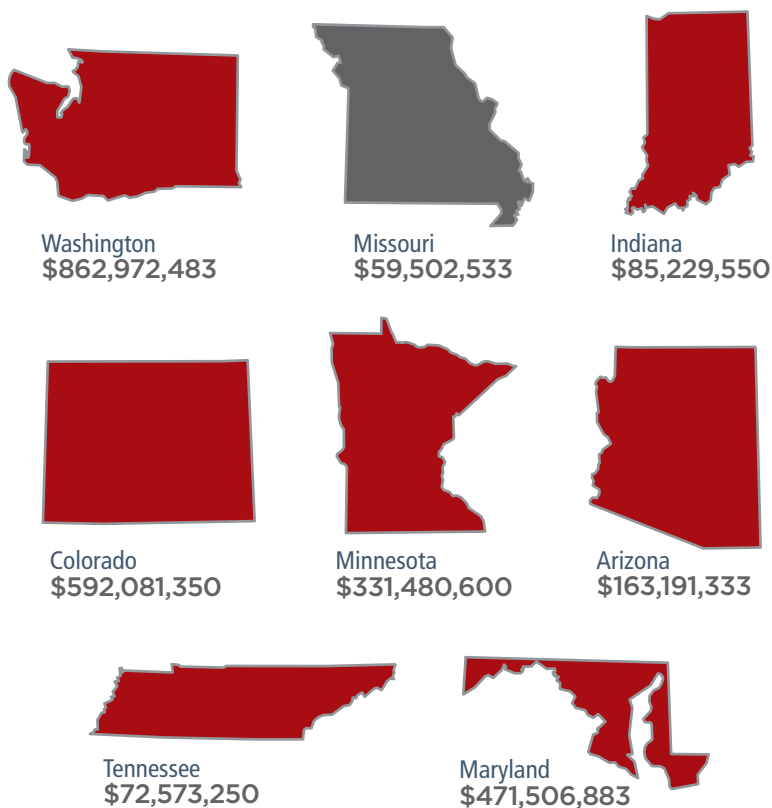 Washington
$862,972,483
Missouri
$59,502,533
Indiana
$85,229,550
Colorado
$592,081,350
Minnesota
$331,480,600
Arizona
$163,191,333
Tennessee
$72,573,250
Maryland
$471,506,883